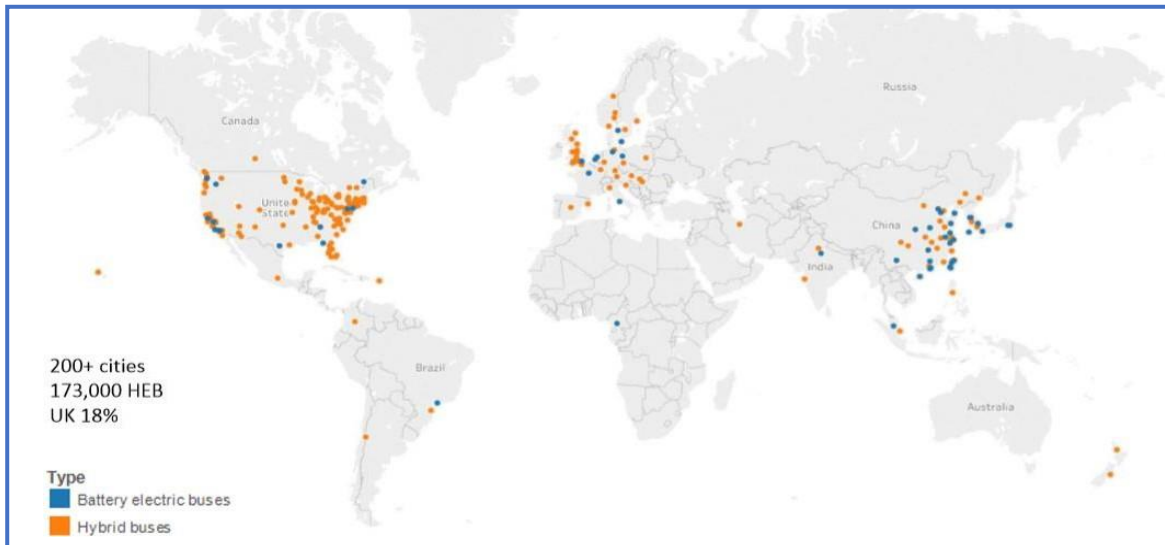 Russia
Canada
United
State
China
India
Brazil
Australia
200+ cities
173,000 HEB
UK 18%
Type
Battery electric buses
Hybrid buses